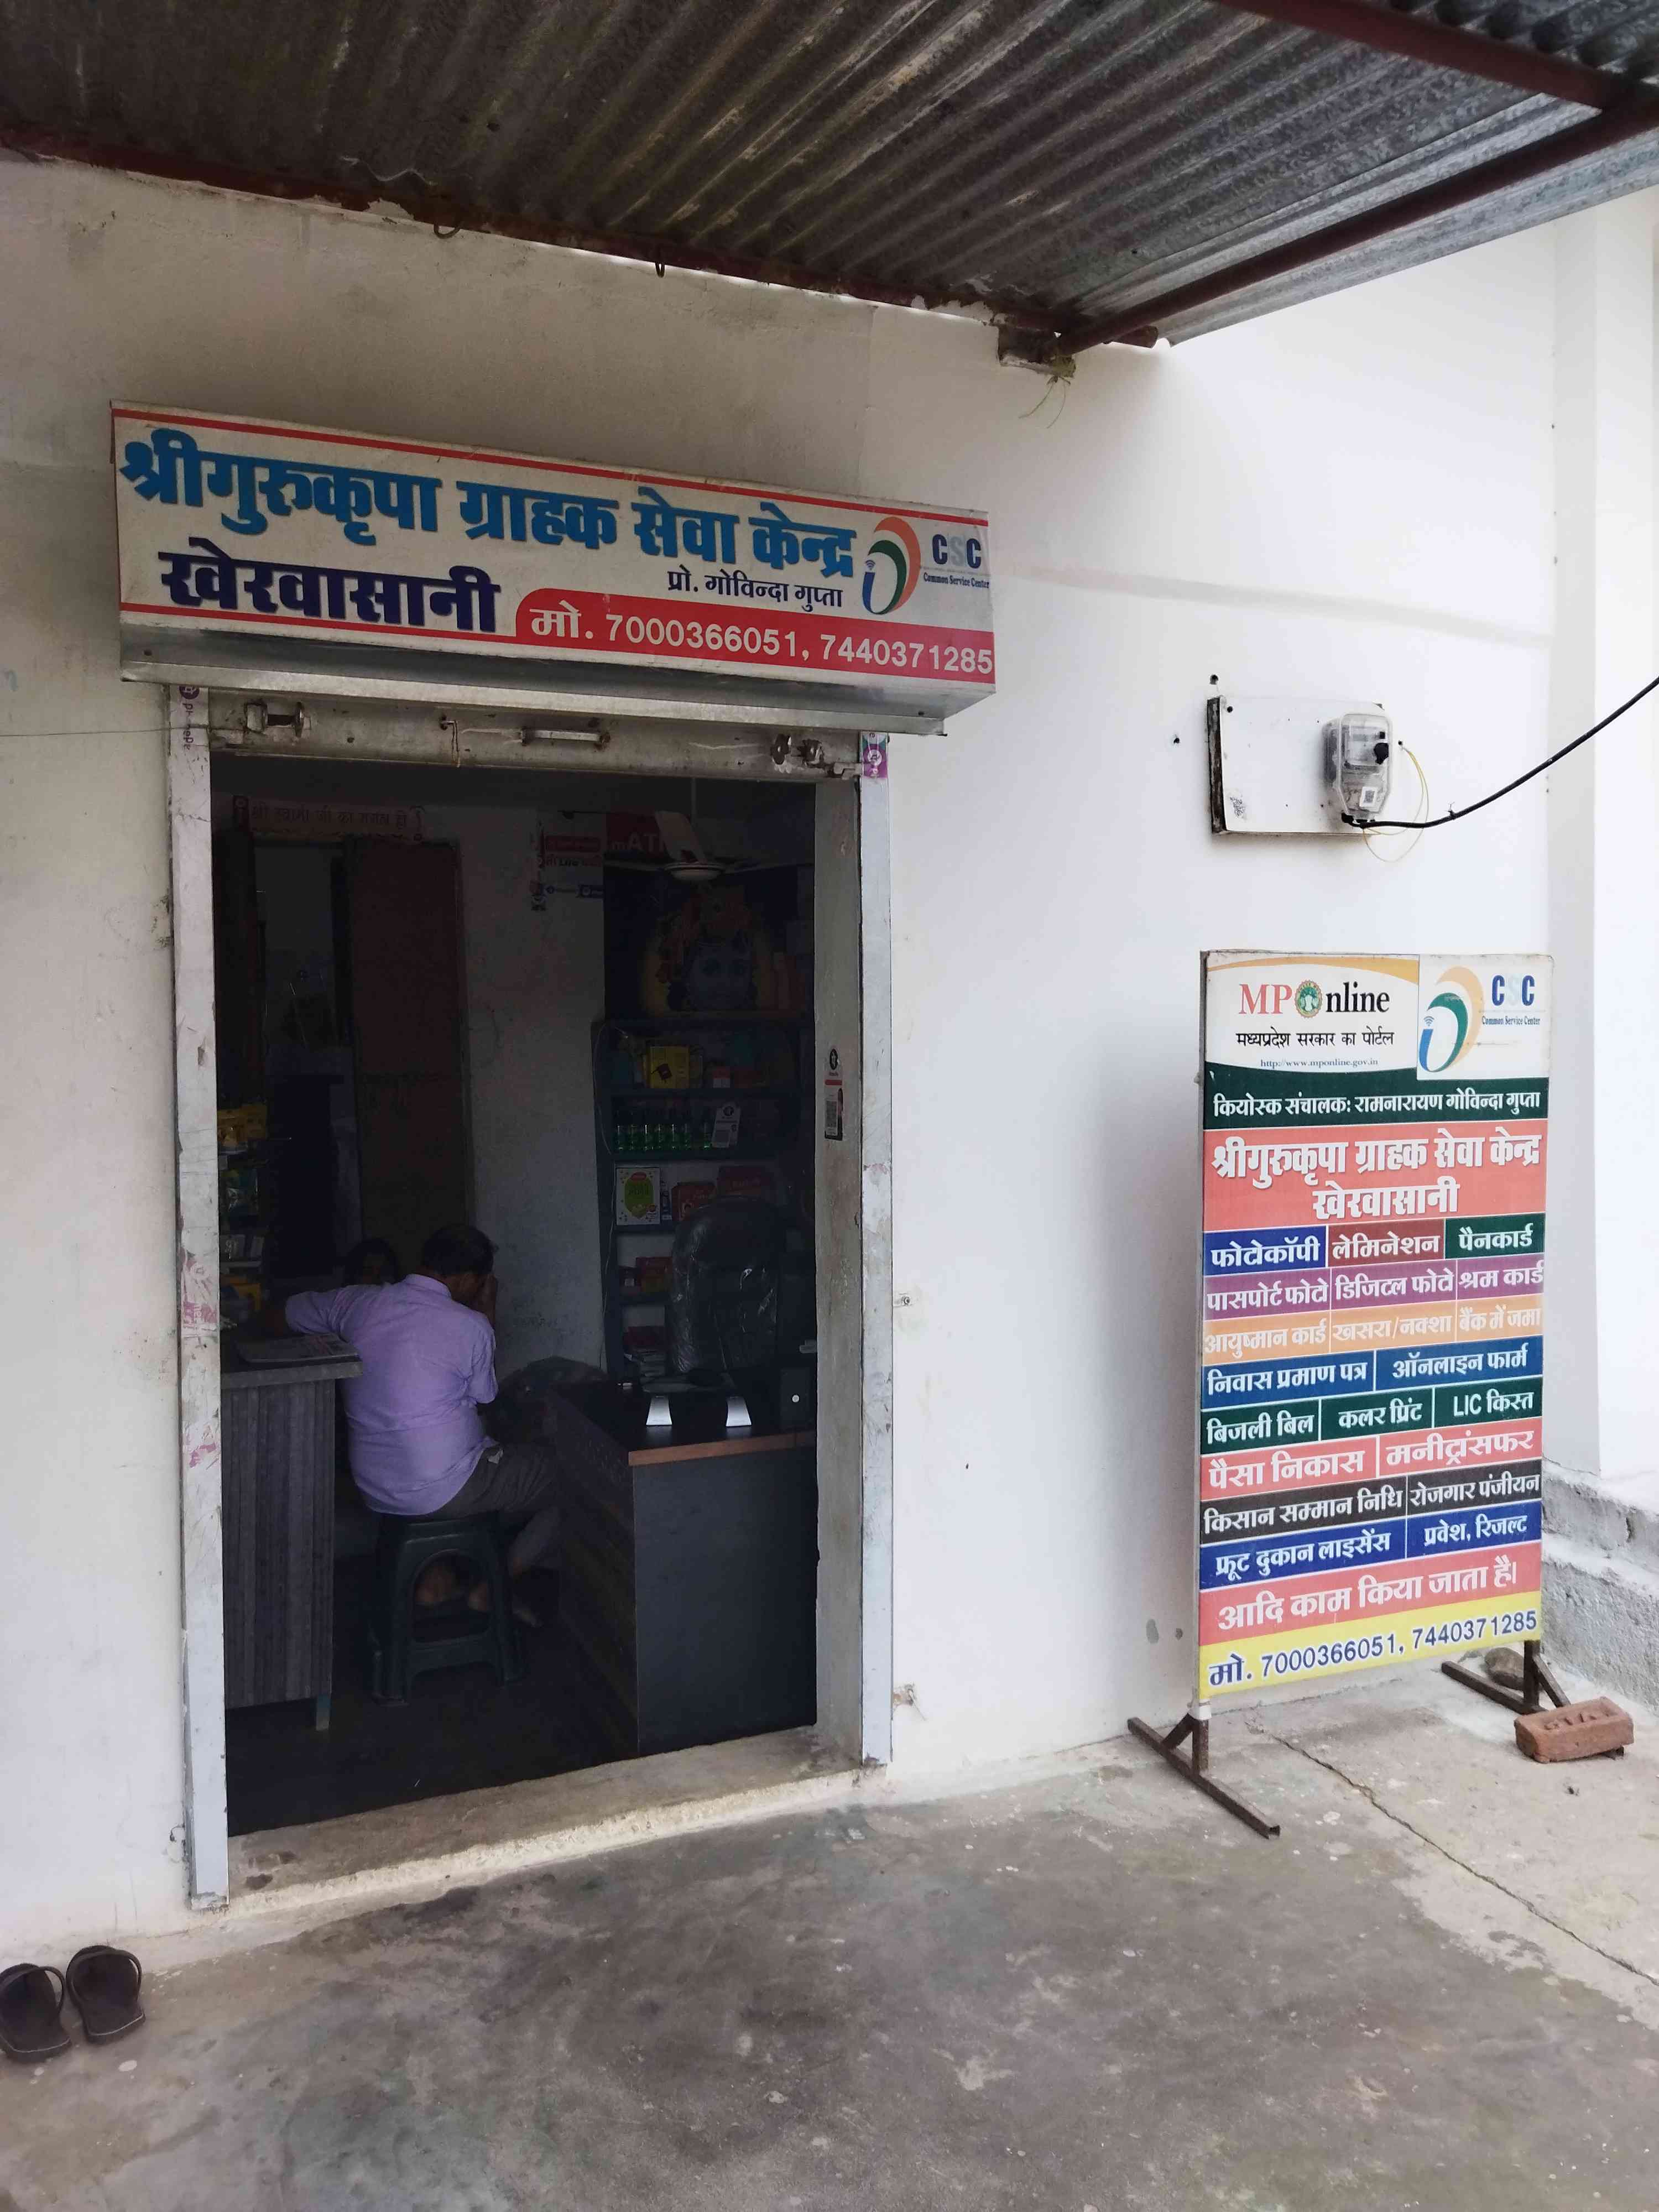 श्रीगुरुकृपा ग्राहक सेवा केन्द्र
CSC
Common Service Center
प्रो. गोविन्दा गुप्ता
खेरवासानी
मो. 7000366051, 7440371285
MPOnline
मध्यप्रदेश सरकार का पोर्टल
http://www.mponline.gov.in
CSC
Common Service Center
कियोस्क संचालकः रामनारायण गोविन्दा गुप्ता
श्रीगुरुकृपा ग्राहक सेवा केन्द्र
खेरवासानी
फोटोकॉपी लेमिनेशन पैनकार्ड
पासपोर्ट फोटो डिजिटल फोटो श्रम कार्ड
आयुष्मान कार्ड खसरा/नक्शा बैंक में जमा
निवास प्रमाण पत्र ऑनलाइन फार्म
बिजली बिल कलर प्रिंट LIC किस्त
पैसा निकास मनीट्रांसफर
किसान सम्मान निधि रोजगार पंजीयन
फ्रूट दुकान लाइसेंस प्रवेश, रिजल्ट
आदि काम किया जाता है।
मो. 7000366051, 7440371285